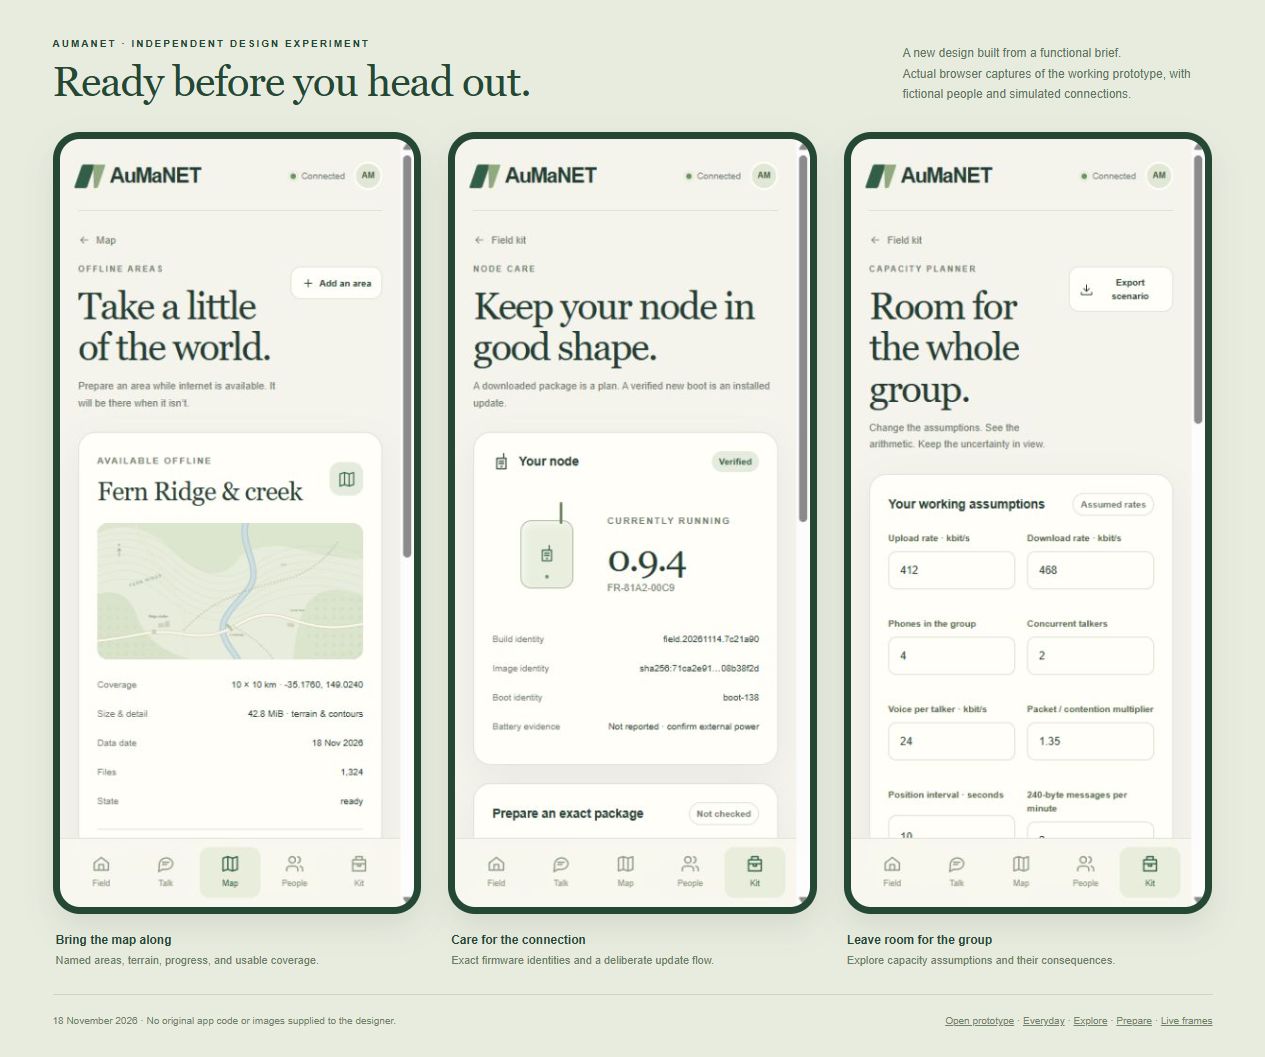 AUMANET · INDEPENDENT DESIGN EXPERIMENT
Ready before you head out.
A new design built from a functional brief.
Actual browser captures of the working prototype, with
fictional people and simulated connections.
AuMaNET
Connected
AM
← Map
OFFLINE AREAS
+ Add an area
Take a little
of the world.
Prepare an area while internet is available. It
will be there when it isn't.
AVAILABLE OFFLINE
Fern Ridge & creek
Coverage 10 × 10 km · -35.1760, 149.0240
Size & detail 42.8 MiB · terrain & contours
Data date 18 Nov 2026
Files 1,324
State ready
Field Talk Map People Kit
Bring the map along
Named areas, terrain, progress, and usable coverage.
AuMaNET
Connected
AM
← Field kit
NODE CARE
Keep your node in
good shape.
A downloaded package is a plan. A verified new boot is an installed
update.
Your node
Verified
CURRENTLY RUNNING
0.9.4
FR-81A2-00C9
Build identity field.20261114.7c21a90
Image identity sha256:71ca2e91…08b38f2d
Boot identity boot-138
Battery evidence Not reported · confirm external power
Prepare an exact package
Not checked
Field Talk Map People Kit
Care for the connection
Exact firmware identities and a deliberate update flow.
AuMaNET
Connected
AM
← Field kit
CAPACITY PLANNER
Export
scenario
Room for
the whole
group.
Change the assumptions. See the
arithmetic. Keep the uncertainty in view.
Your working assumptions
Assumed rates
Upload rate · kbit/s Download rate · kbit/s
412 468
Phones in the group Concurrent talkers
4 2
Voice per talker · kbit/s Packet / contention multiplier
24 1.35
Position interval · seconds 240-byte messages per
minute
10
Field Talk Map People Kit
Leave room for the group
Explore capacity assumptions and their consequences.
18 November 2026 · No original app code or images supplied to the designer.
Open prototype · Everyday · Explore · Prepare · Live frames